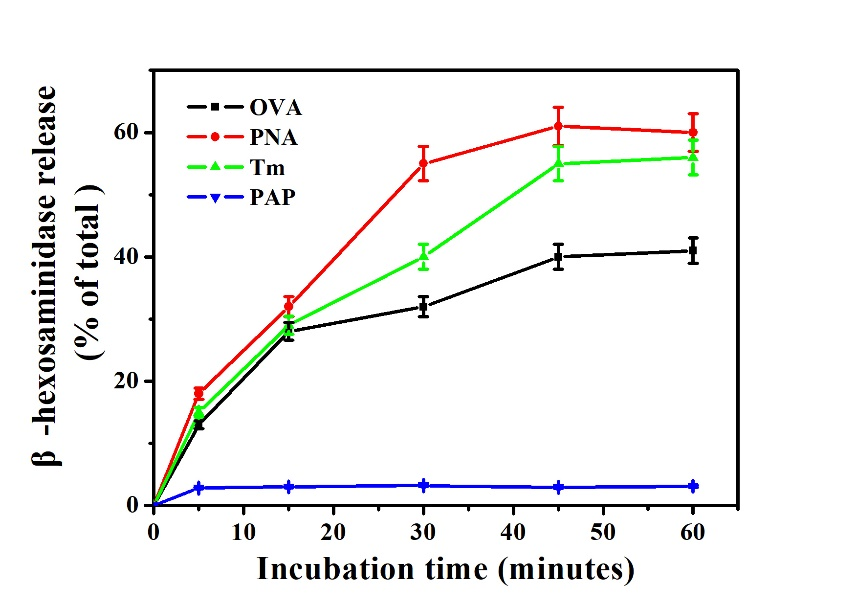 β -hexosaminidase release
(% of total )
60
40
20
0
OVA
PNA
Tm
PAP
0 10 20 30 40 50 60
Incubation time (minutes)